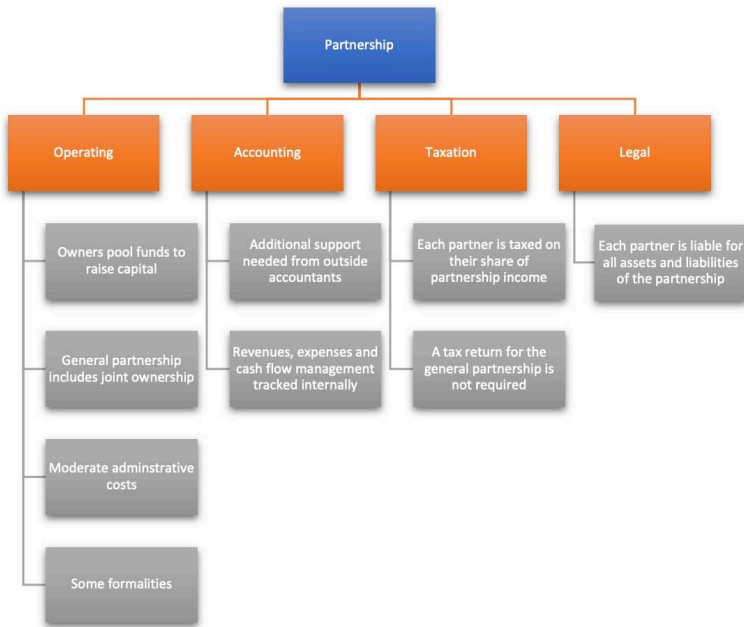 Partnership
Operating
Accounting
Taxation
Legal
Owners pool funds to
raise capital
General partnership
includes joint ownership
Moderate adminstrative
costs
Some formalities
Additional support
needed from outside
accountants
Revenues, expenses and
cash flow management
tracked internally
Each partner is taxed on
their share of
partnership income
A tax return for the
general partnership is
not required
Each partner is liable for
all assets and liabilities
of the partnership